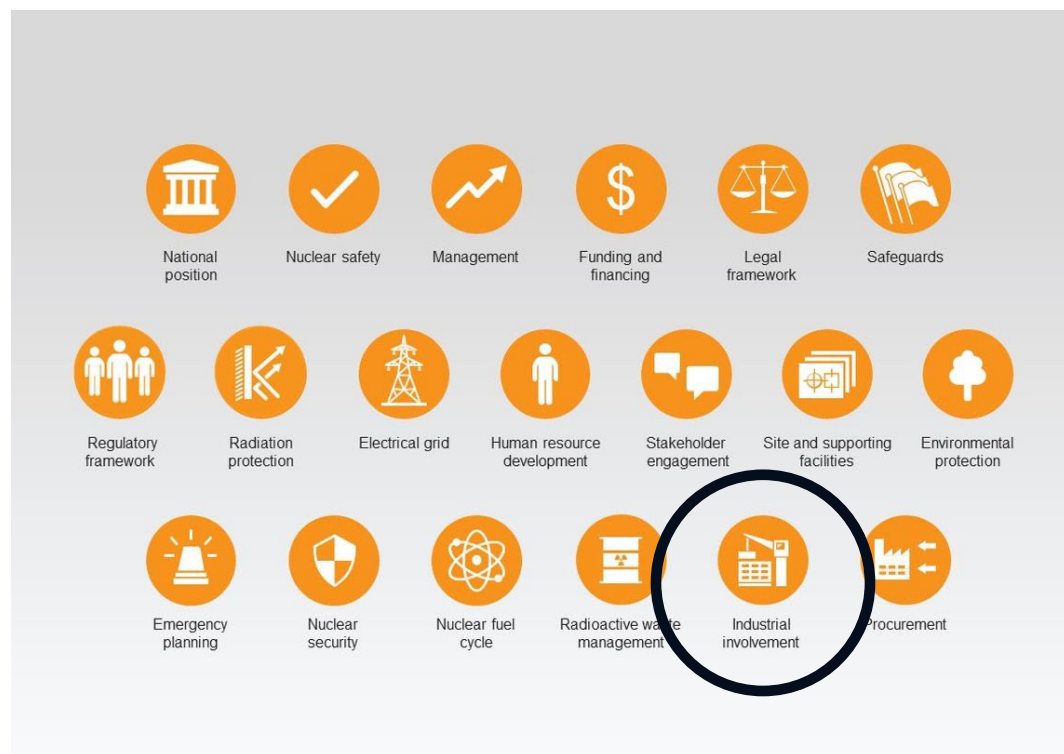 $
National
position
Nuclear safety
Management
Funding and
financing
Legal
framework
Safeguards
Regulatory
framework
Radiation
protection
Electrical grid
Human resource
development
Stakeholder
engagement
Site and supporting
facilities
Environmental
protection
Emergency
planning
Nuclear
security
Nuclear fuel
cycle
Radioactive waste
management
Industrial
involvement
Procurement